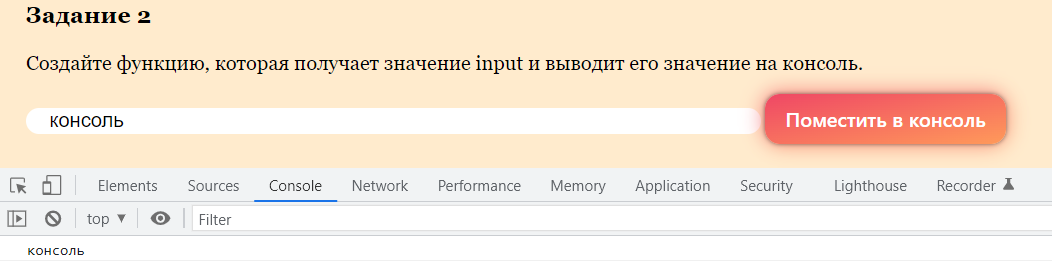 Задание 2
Создайте функцию, которая получает значение input и выводит его значение на консоль.
консоль Поместить в консоль
Elements Sources Console Network Performance Memory Application Security Lighthouse Recorder
top ▼ Filter
консоль